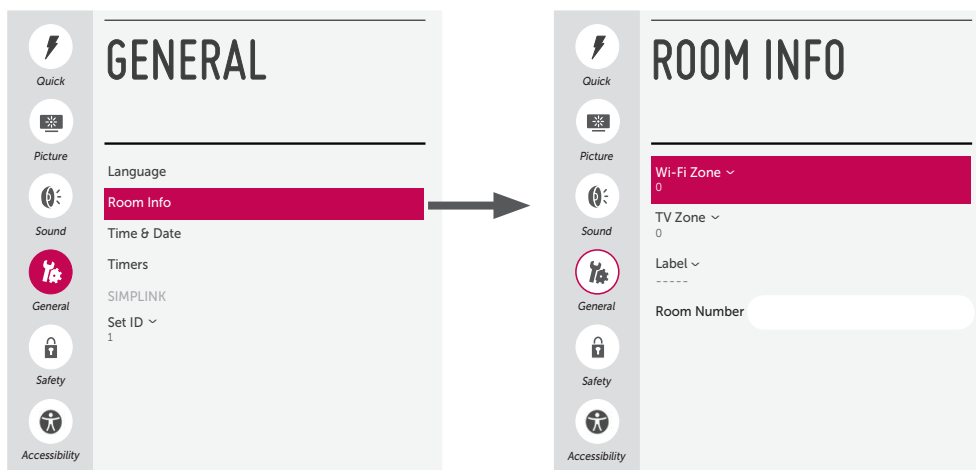 GENERAL
Quick
Picture
Sound
General
Safety
Accessibility
Language
Room Info
Time & Date
Timers
SIMPLINK
Set ID
1
ROOM INFO
Quick
Picture
Sound
General
Safety
Accessibility
Wi-Fi Zone
0
TV Zone
0
Label
-----
Room Number